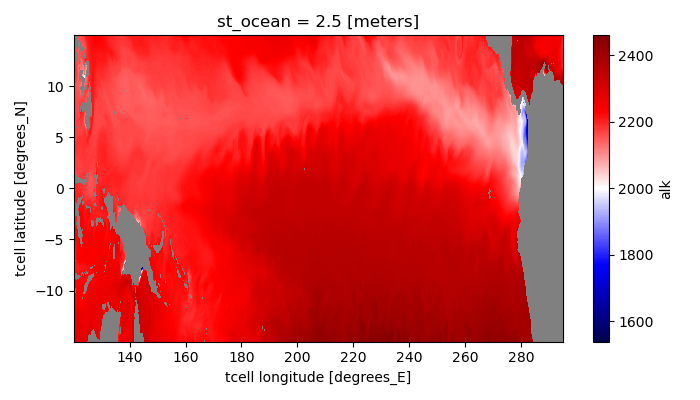 st_ocean = 2.5 [meters]
10
5
0
−5
−10
tcell latitude [degrees_N]
140 160 180 200 220 240 260 280
tcell longitude [degrees_E]
2400
2200
2000
1800
1600
alk